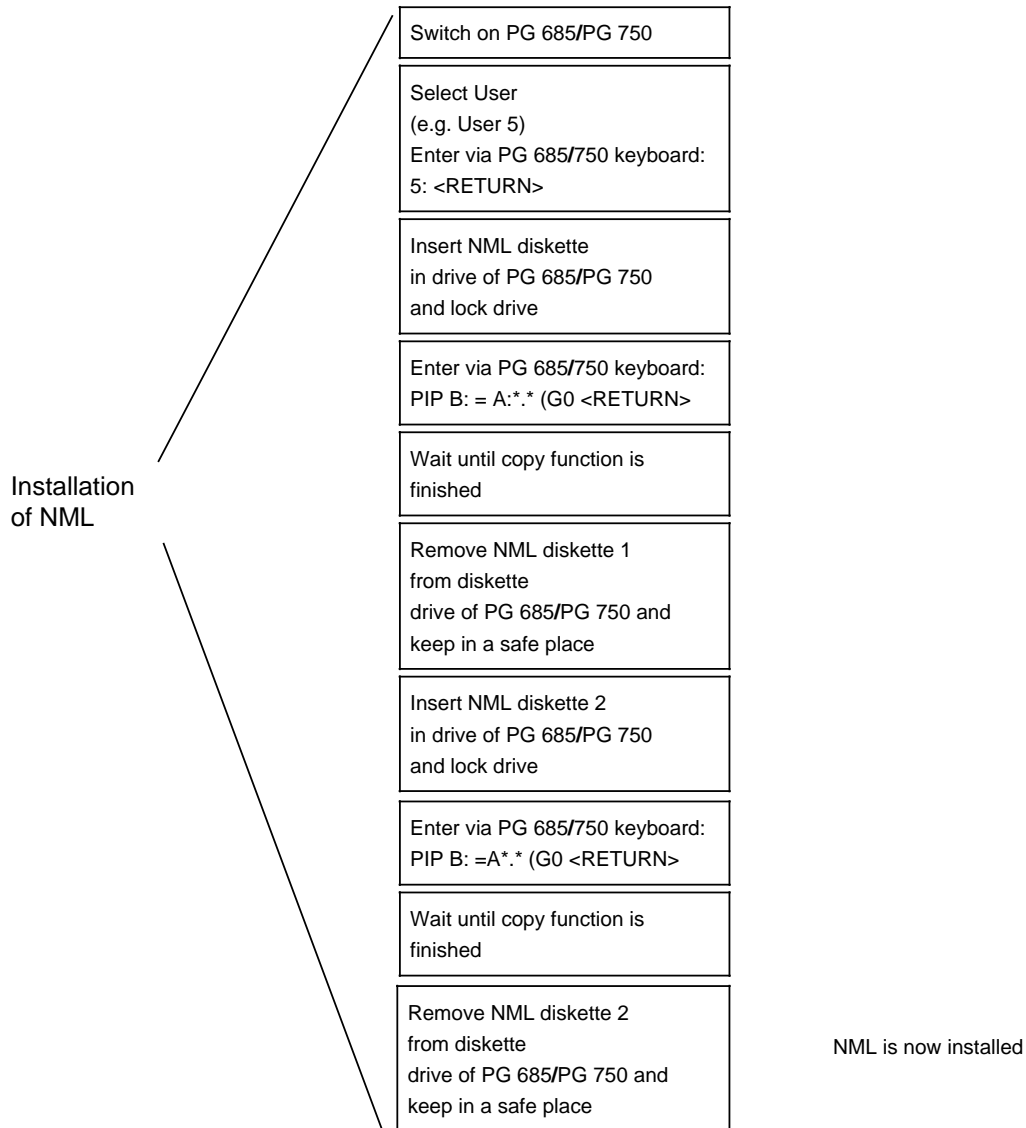 Switch on PG 685/PG 750
Select User
(e.g. User 5)
Enter via PG 685/750 keyboard:
5: <RETURN>
Insert NML diskette
in drive of PG 685/PG 750
and lock drive
Enter via PG 685/750 keyboard:
PIP B: = A:*.* (G0 <RETURN>
Wait until copy function is
finished
Installation
of NML
Remove NML diskette 1
from diskette
drive of PG 685/PG 750 and
keep in a safe place
Insert NML diskette 2
in drive of PG 685/PG 750
and lock drive
Enter via PG 685/750 keyboard:
PIP B: =A*.* (G0 <RETURN>
Wait until copy function is
finished
Remove NML diskette 2
from diskette
drive of PG 685/PG 750 and
keep in a safe place
NML is now installed